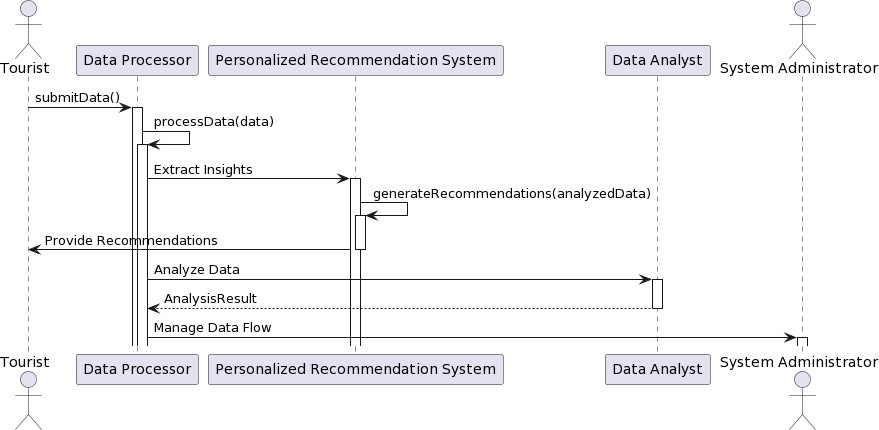 Tourist
Data Processor
Personalized Recommendation System
Data Analyst
System Administrator
submitData()
processData(data)
Extract Insights
generateRecommendations(analyzedData)
Provide Recommendations
Analyze Data
AnalysisResult
Manage Data Flow
Tourist
Data Processor
Personalized Recommendation System
Data Analyst
System Administrator